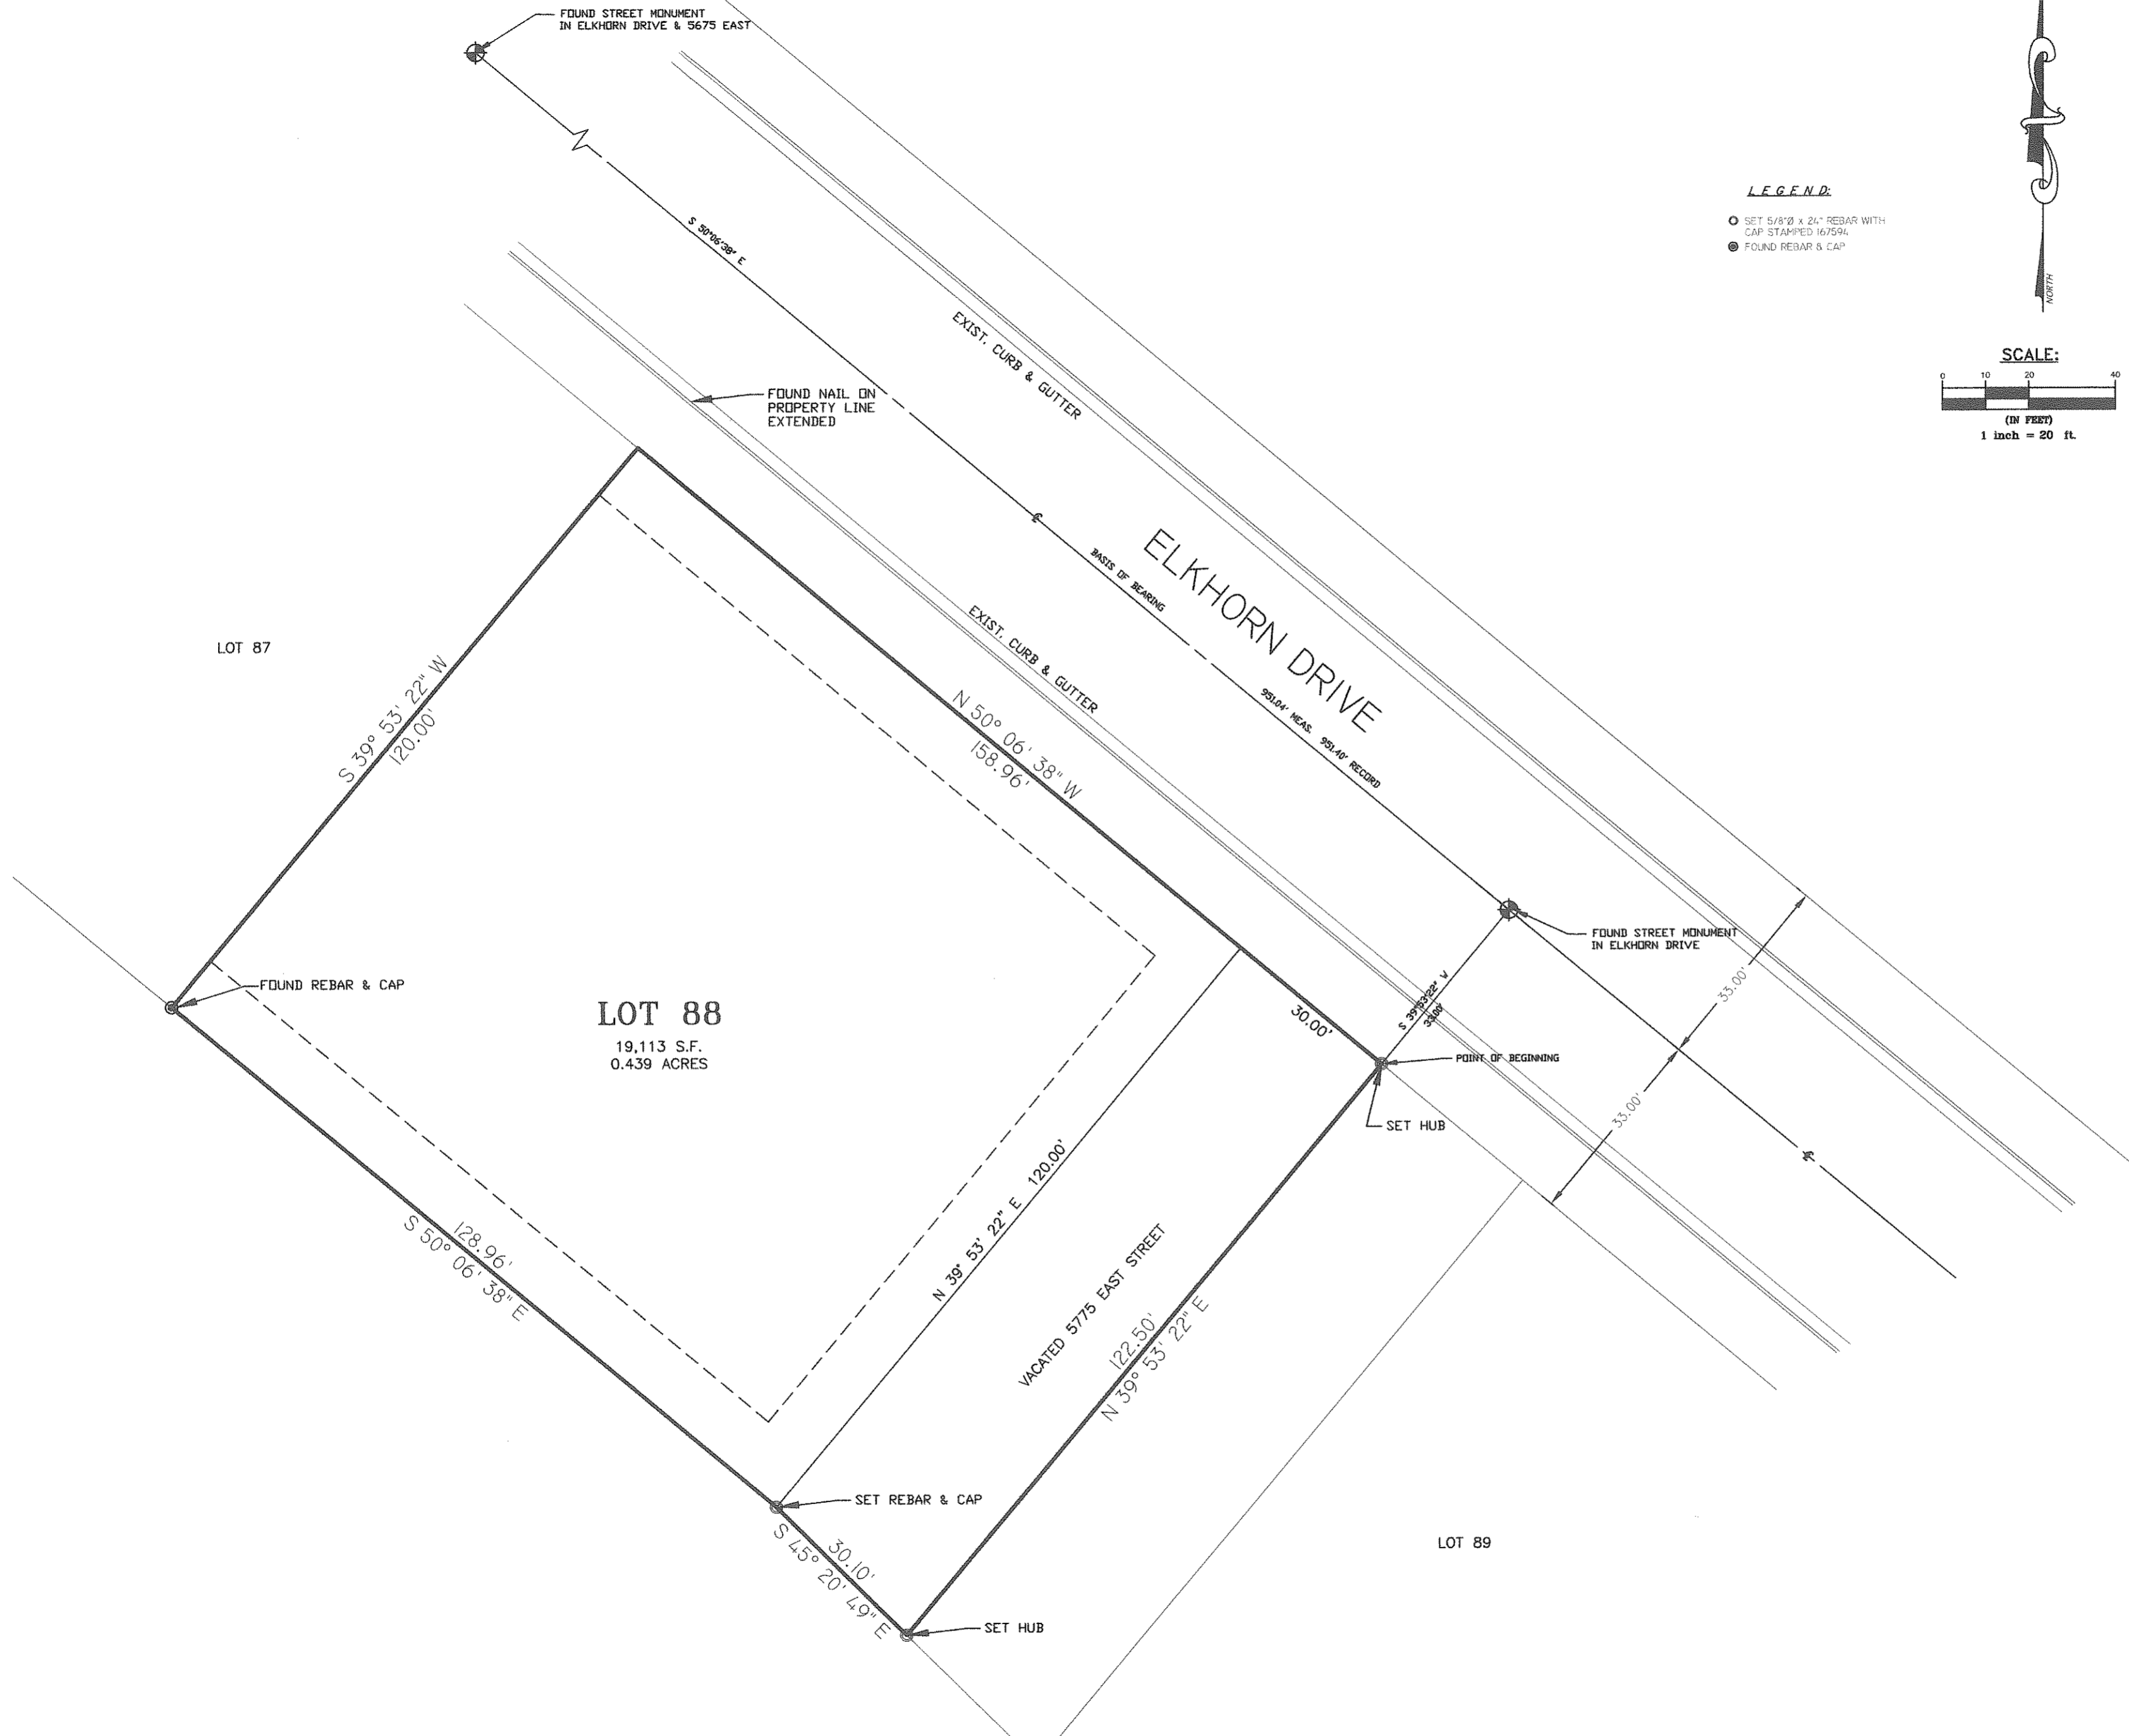 FOUND STREET MONUMENT
IN ELKHORN DRIVE & 5675 EAST
LEGEND:
SET 5/8"Ø x 24" REBAR WITH
CAP STAMPED 167594
FOUND REBAR & CAP
NORTH
SCALE:
0 10 20 40
(IN FEET)
1 inch = 20 ft.
S 50°06'38" E
EXIST. CURB & GUTTER
FOUND NAIL ON
PROPERTY LINE
EXTENDED
ELKHORN DRIVE
BASIS OF BEARING
951.04' MEAS. 951.40' RECORD
EXIST. CURB & GUTTER
LOT 87
S 39° 53' 22" W
120.00'
N 50° 06' 38" W
158.96'
FOUND STREET MONUMENT
IN ELKHORN DRIVE
33.00'
33.00'
S 39°53'22" W
33.00'
30.00'
POINT OF BEGINNING
SET HUB
FOUND REBAR & CAP
LOT 88
19,113 S.F.
0.439 ACRES
N 39° 53' 22" E 120.00'
VACATED 5775 EAST STREET
122.50'
N 39° 53' 22" E
128.96'
S 50° 06' 38" E
SET REBAR & CAP
30.10'
S 45° 20' 49" E
SET HUB
LOT 89